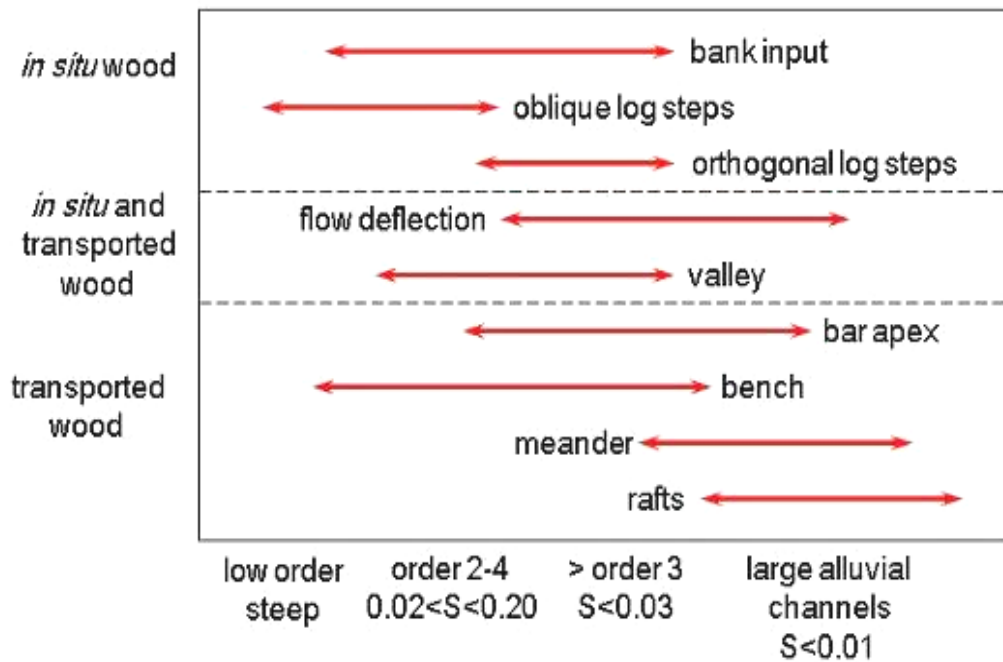 in situ wood
bank input
oblique log steps
orthogonal log steps
in situ and
transported
wood
flow deflection
valley
transported
wood
bar apex
bench
meander
rafts
low order
steep
order 2-4
0.02<S<0.20
> order 3
S<0.03
large alluvial
channels
S<0.01